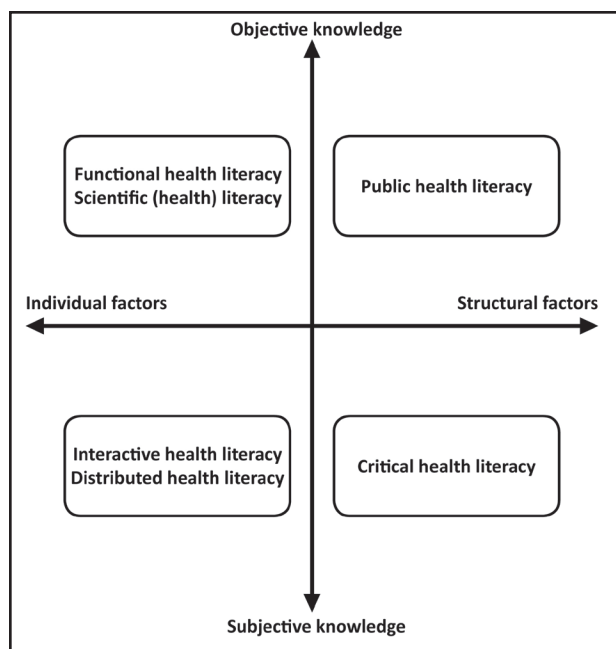 Objective knowledge
Functional health literacy
Scientific (health) literacy
Public health literacy
Individual factors
Structural factors
Interactive health literacy
Distributed health literacy
Critical health literacy
Subjective knowledge